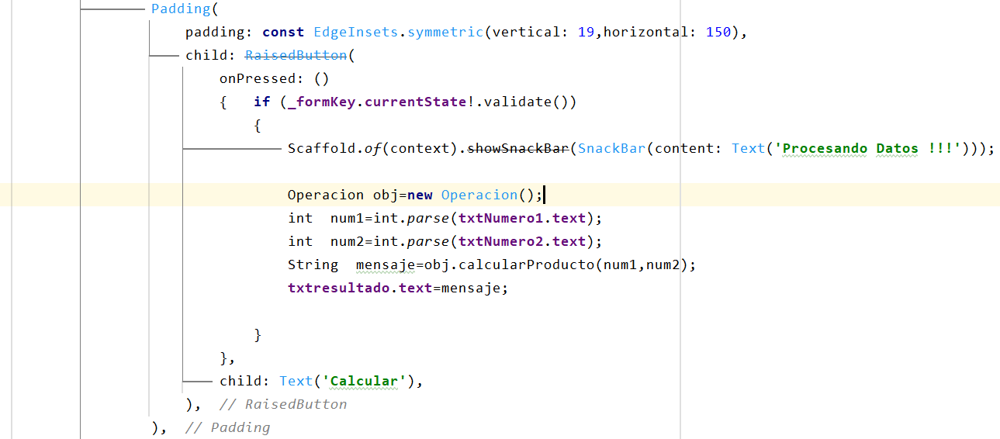 Padding(
padding: const EdgeInsets.symmetric(vertical: 19,horizontal: 150),
child: RaisedButton(
onPressed: ()
{   if (_formKey.currentState!.validate())
{
Scaffold.of(context).showSnackBar(SnackBar(content: Text('Procesando Datos !!!')));
Operacion obj=new Operacion();
int  num1=int.parse(txtNumero1.text);
int  num2=int.parse(txtNumero2.text);
String  mensaje=obj.calcularProducto(num1,num2);
txtresultado.text=mensaje;
}
},
child: Text('Calcular'),
),  // RaisedButton
),  // Padding